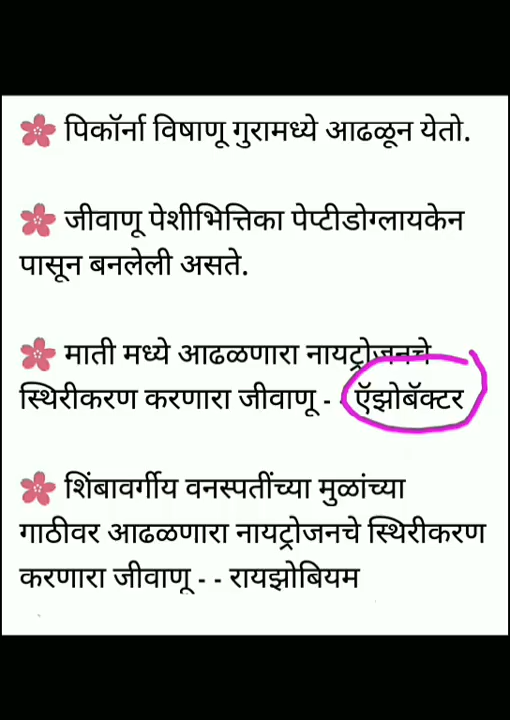 🌸 पिकॉर्ना विषाणू गुरामध्ये आढळून येतो.
🌸 जीवाणू पेशीभित्तिका पेप्टीडोग्लायकेन
पासून बनलेली असते.
🌸 माती मध्ये आढळणारा नायट्रोजनचे
स्थिरीकरण करणारा जीवाणू - - ऍझोबॅक्टर
🌸 शिंबावर्गीय वनस्पतींच्या मुळांच्या
गाठीवर आढळणारा नायट्रोजनचे स्थिरीकरण
करणारा जीवाणू - - रायझोबियम